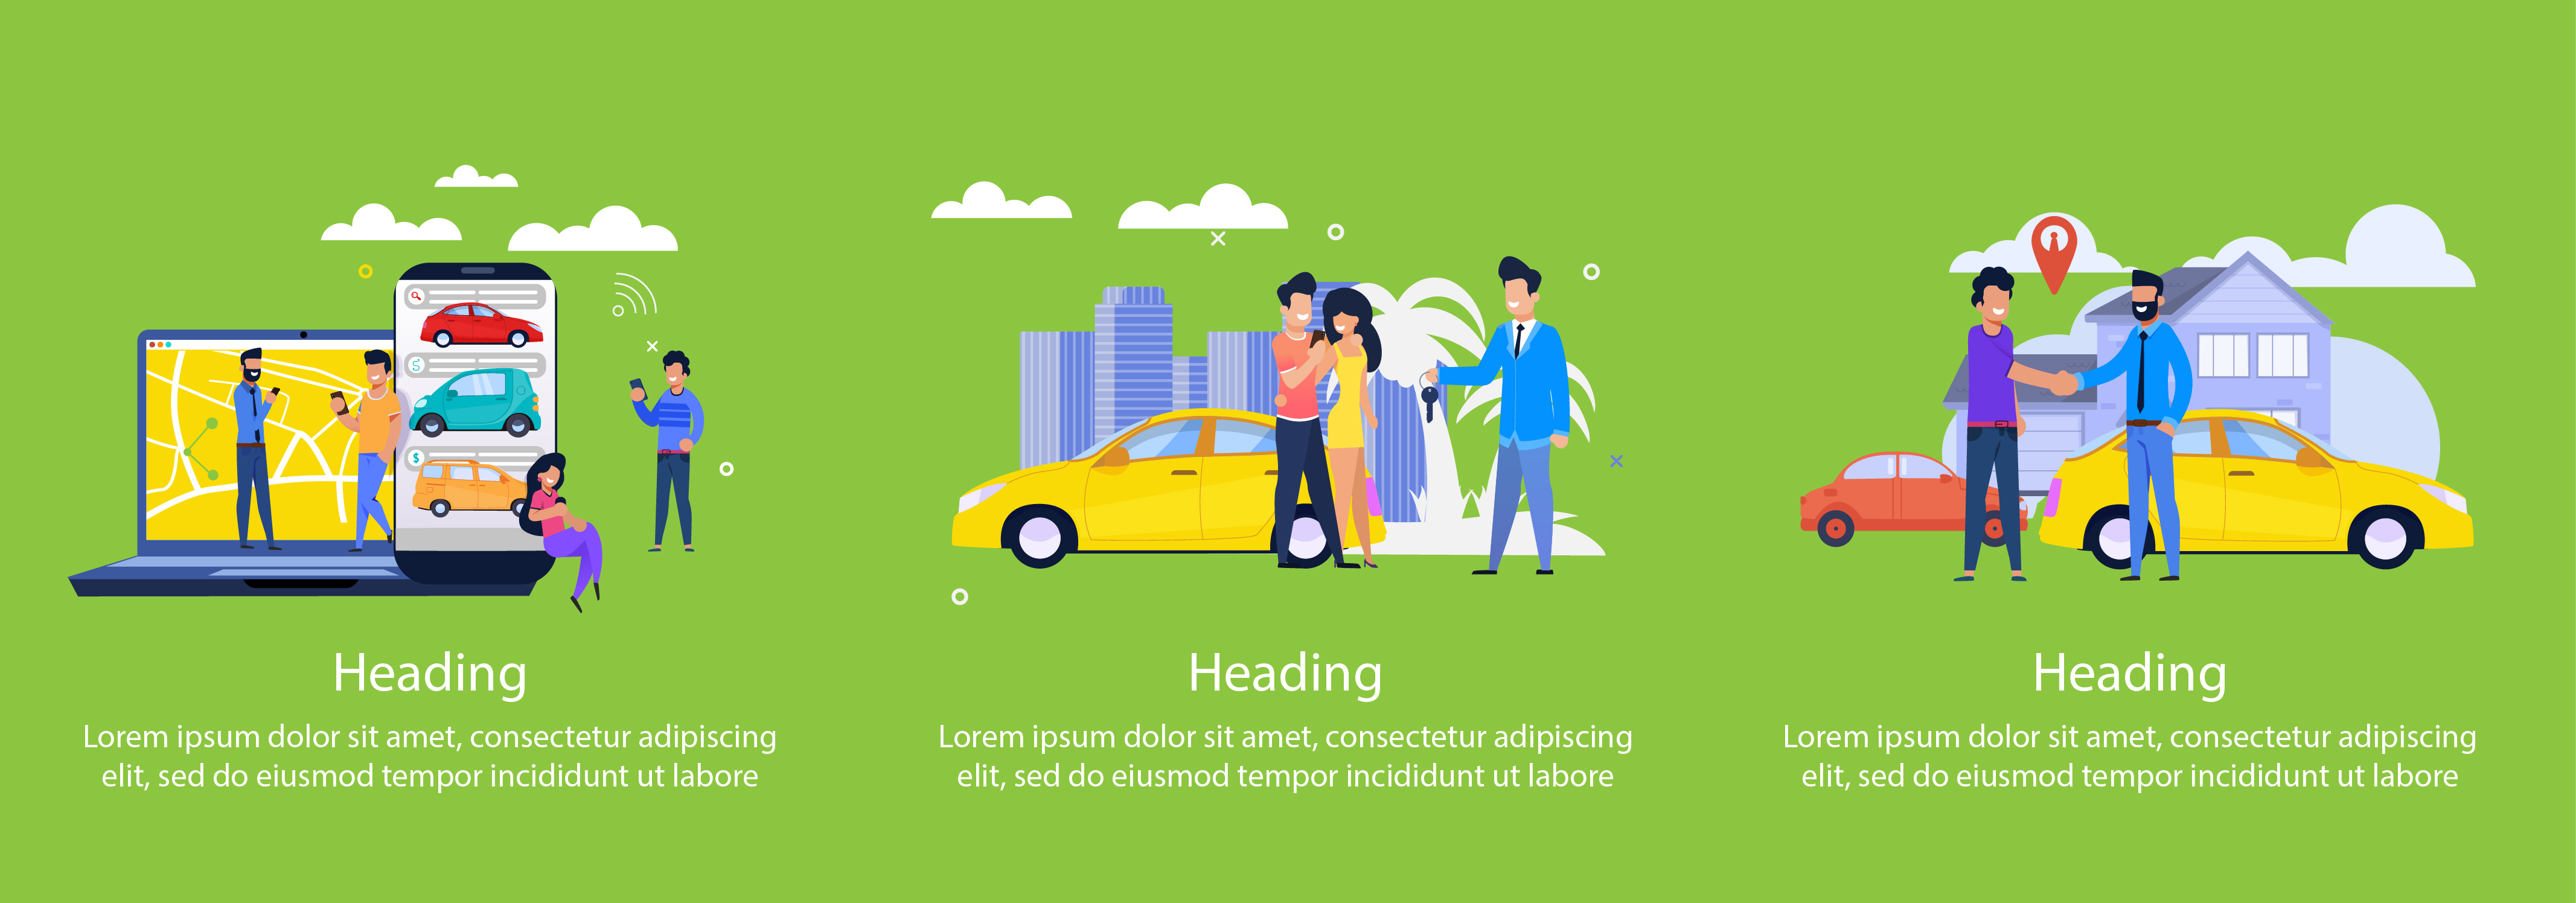 $
Heading
Lorem ipsum dolor sit amet, consectetur adipiscing
elit, sed do eiusmod tempor incididunt ut labore
Heading
Lorem ipsum dolor sit amet, consectetur adipiscing
elit, sed do eiusmod tempor incididunt ut labore
Heading
Lorem ipsum dolor sit amet, consectetur adipiscing
elit, sed do eiusmod tempor incididunt ut labore